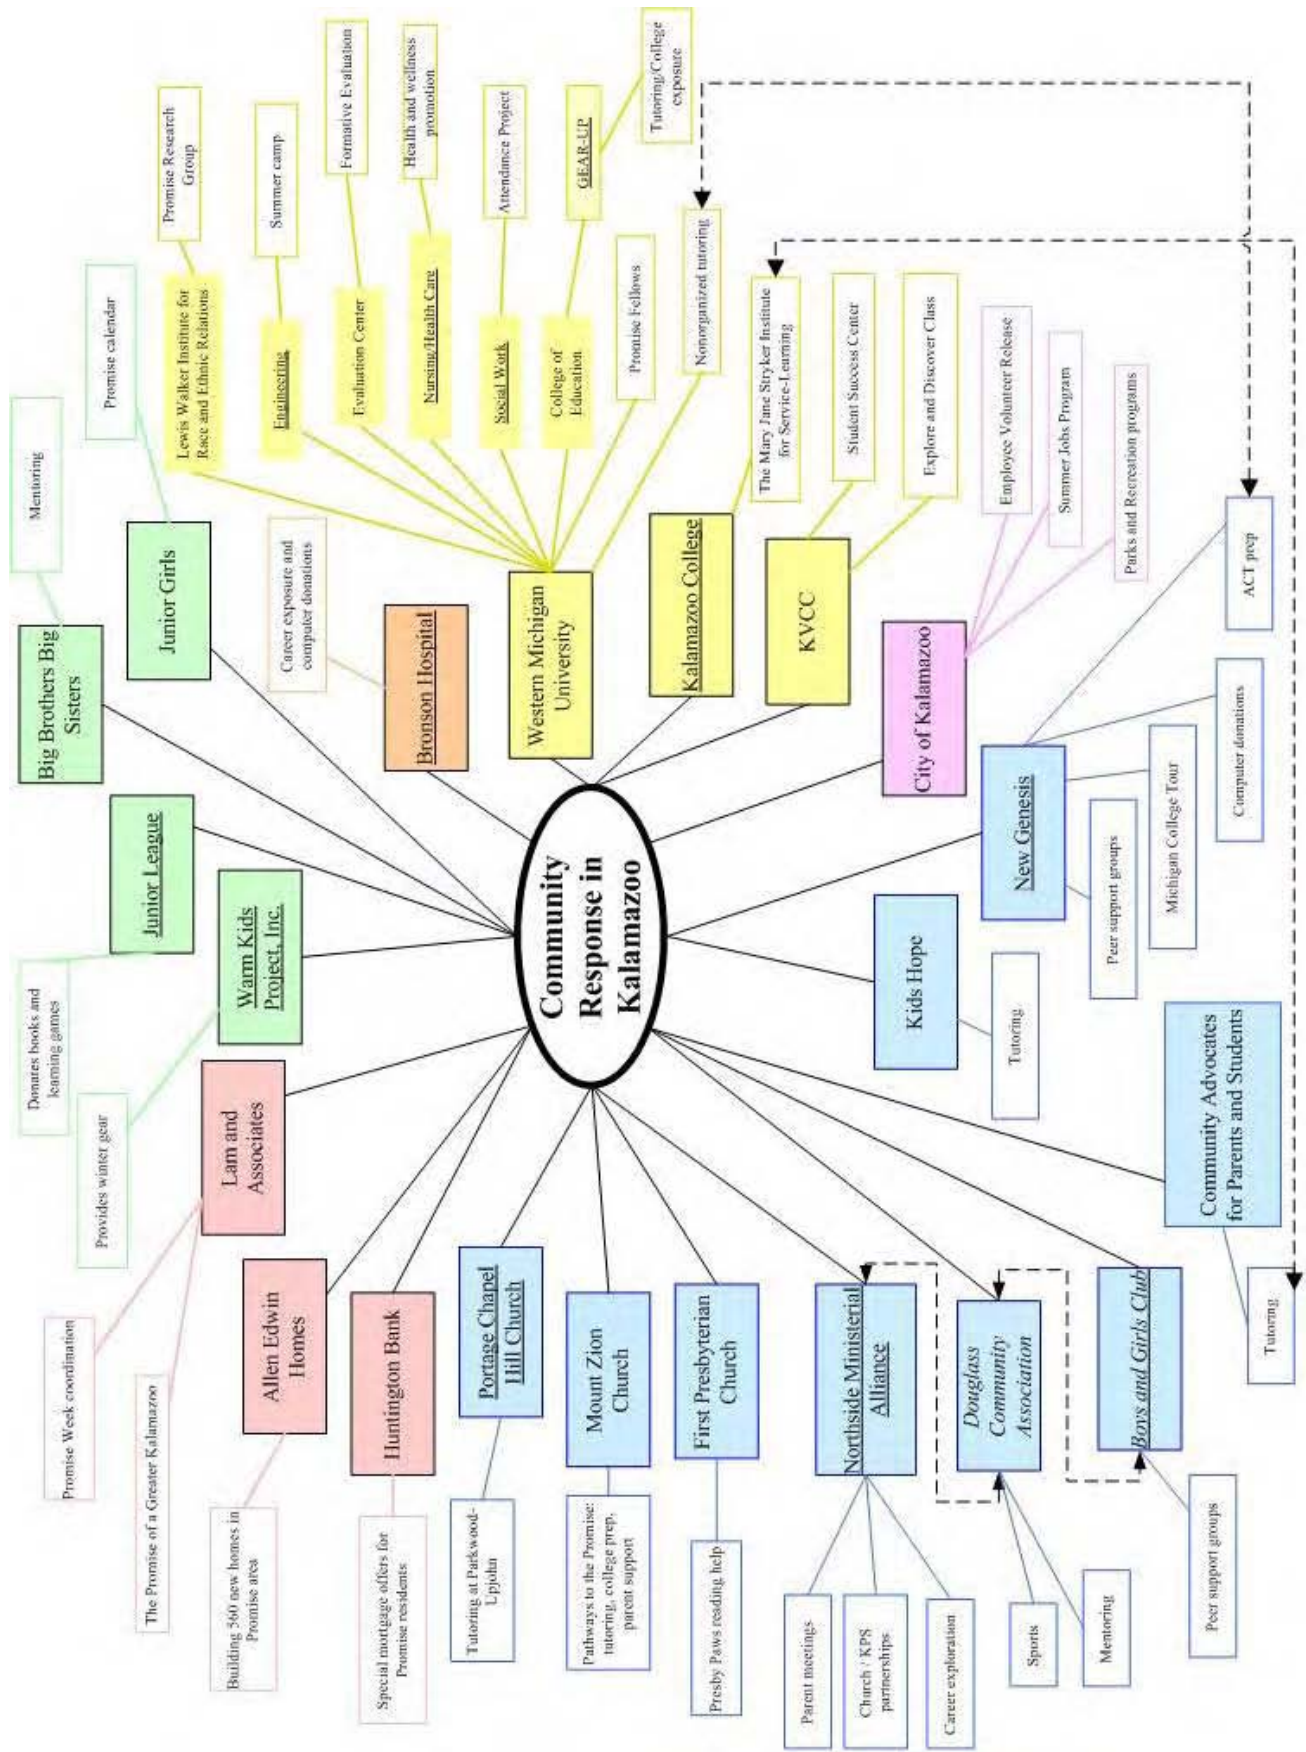 Community
Response in
Kalamazoo
Big Brothers Big
Sisters
Mentoring
Junior Girls
Promise calendar
Junior League
Donates books and
learning games
Warm Kids
Project, Inc.
Provides winter gear
Lam and
Associates
Promise Week coordination
The Promise of a Greater Kalamazoo
Allen Edwin
Homes
Building 560 new homes in
Promise area
Huntington Bank
Special mortgage offers for
Promise residents
Portage Chapel
Hill Church
Tutoring at Parkwood-
Upjohn
Mount Zion
Church
Pathways to the Promise:
tutoring, college prep,
parent support
First Presbyterian
Church
Presby Paws reading help
Northside Ministerial
Alliance
Parent meetings
Church / KPS
partnerships
Career exploration
Douglass
Community
Association
Sports
Mentoring
Boys and Girls Club
Peer support groups
Community Advocates
for Parents and Students
Tutoring
Kids Hope
Tutoring
New Genesis
Peer support groups
Michigan College Tour
Computer donations
ACT prep
City of Kalamazoo
Employee Volunteer Release
Summer Jobs Program
Parks and Recreation programs
KVCC
Student Success Center
Explore and Discover Class
Kalamazoo College
The Mary Jane Stryker Institute
for Service-Learning
Western Michigan
University
Lewis Walker Institute for
Race and Ethnic Relations
Promise Research
Group
Engineering
Summer camp
Evaluation Center
Formative Evaluation
Nursing/Health Care
Health and wellness
promotion
Social Work
Attendance Project
College of
Education
GEAR-UP
Tutoring/College
exposure
Promise Fellows
Nonorganized tutoring
Bronson Hospital
Career exposure and
computer donations